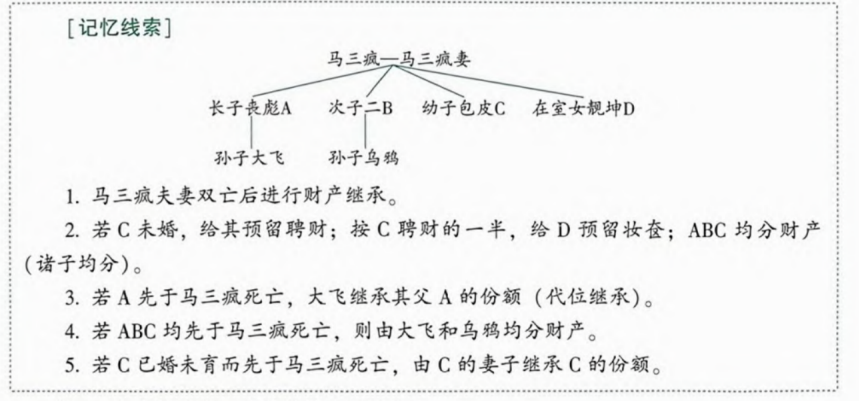 [记忆线索]
马三疯—马三疯妻
长子丧彪A 次子二B 幼子包皮C 在室女靓坤D
孙子大飞 孙子乌鸦
1. 马三疯夫妻双亡后进行财产继承。
2. 若C未婚，给其预留聘财；按C聘财的一半，给D预留妆奁；ABC均分财产
(诸子均分)。
3. 若A先于马三疯死亡，大飞继承其父A的份额（代位继承）。
4. 若ABC均先于马三疯死亡，则由大飞和乌鸦均分财产。
5. 若C已婚未育而先于马三疯死亡，由C的妻子继承C的份额。